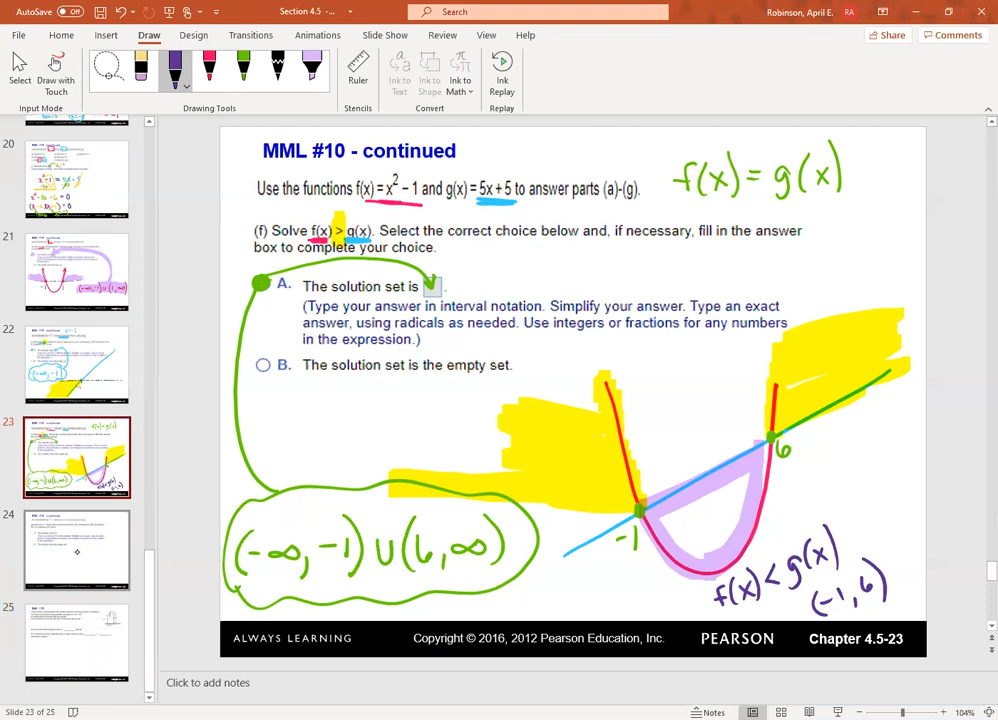 AutoSave Off Section 4.5 -... Search Robinson, April E. RA
File Home Insert Draw Design Transitions Animations Slide Show Review View Help Share Comments
Select Draw with Touch Ruler Ink to Text Ink to Shape Ink to Math Ink Replay
Input Mode Drawing Tools Stencils Convert Replay
20
21
22
23
24
25
MML #10 - continued
f(x) = g(x)
Use the functions f(x) = x² − 1 and g(x) = 5x + 5 to answer parts (a)-(g).
(f) Solve f(x) > g(x). Select the correct choice below and, if necessary, fill in the answer
box to complete your choice.
A. The solution set is .
(Type your answer in interval notation. Simplify your answer. Type an exact
answer, using radicals as needed. Use integers or fractions for any numbers
in the expression.)
B. The solution set is the empty set.
6
-1
(-∞, -1) ∪ (6, ∞)
f(x) < g(x)
(-1, 6)
ALWAYS LEARNING Copyright © 2016, 2012 Pearson Education, Inc. PEARSON Chapter 4.5-23
Click to add notes
Slide 23 of 25 Notes 104%